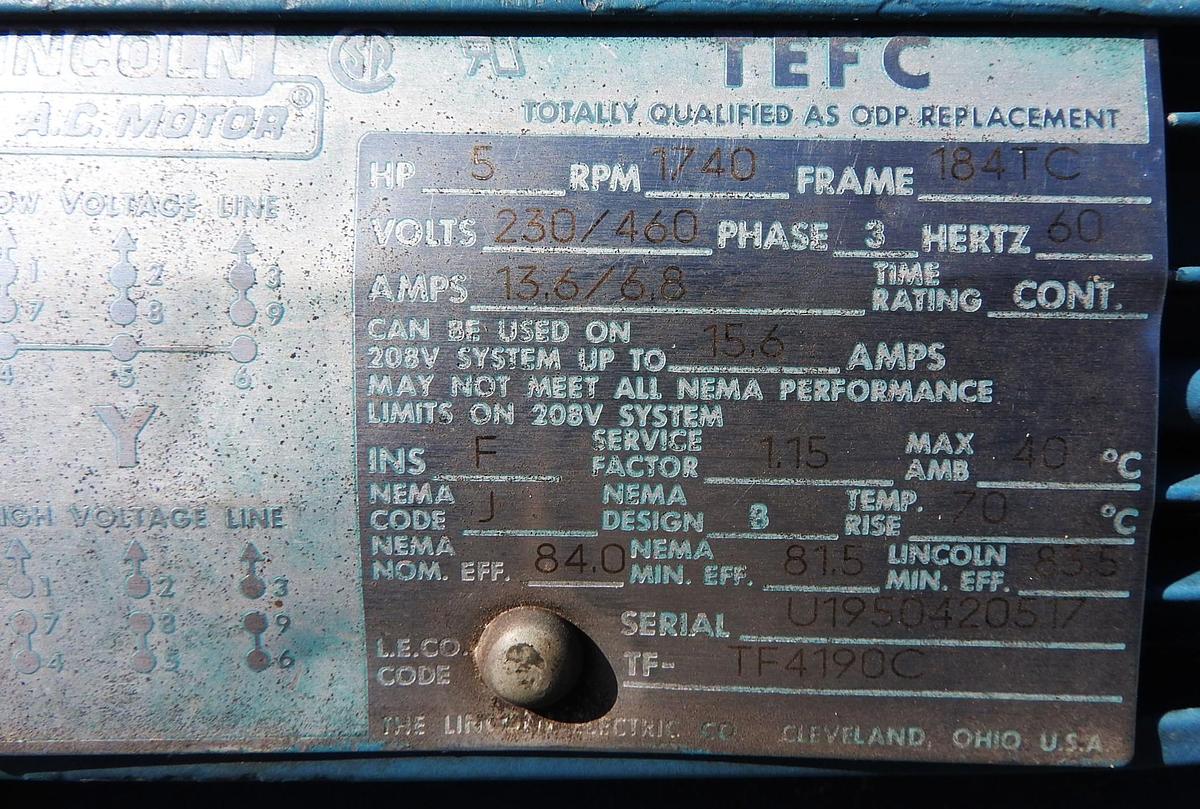 LINCOLN
A.C. MOTOR®
TEFC
TOTALLY QUALIFIED AS ODP REPLACEMENT
LOW VOLTAGE LINE
1 2 3
7 8 9
4 5 6
Y
HIGH VOLTAGE LINE
1 2 3
7 8 9
4 5 6
HP 5 RPM 1740 FRAME 184TC
VOLTS 230/460 PHASE 3 HERTZ 60
AMPS 13.6/6.8 TIME RATING CONT.
CAN BE USED ON
208V SYSTEM UP TO 15.6 AMPS
MAY NOT MEET ALL NEMA PERFORMANCE
LIMITS ON 208V SYSTEM
INS F SERVICE FACTOR 1.15 MAX AMB 40 °C
NEMA CODE J NEMA DESIGN B TEMP. RISE 70 °C
NEMA NOM. EFF. 84.0 NEMA MIN. EFF. 81.5 LINCOLN MIN. EFF. 83.5
SERIAL U1950420517
L.E.CO. CODE TF- TF4190C
THE LINCOLN ELECTRIC CO. CLEVELAND, OHIO U.S.A.